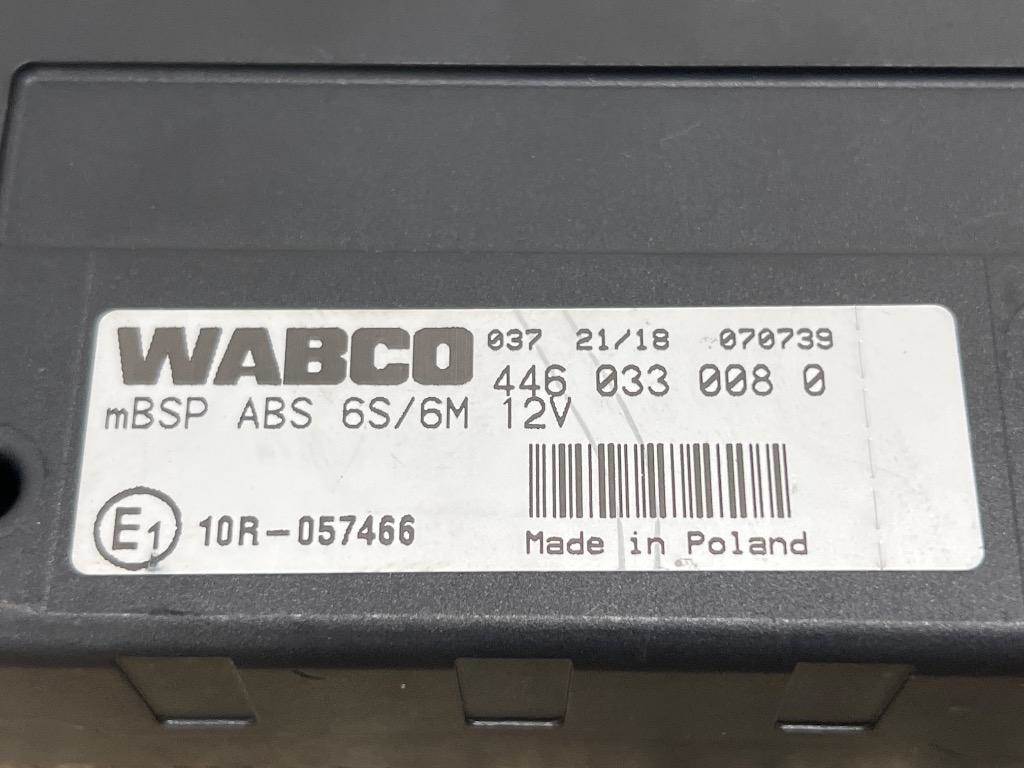 WABCO 037 21/18 070739
446 033 008 0
mBSP ABS 6S/6M 12V
E1 10R-057466
Made in Poland